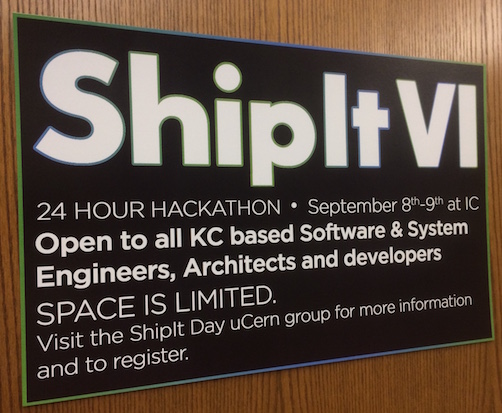 ShipIt VI
24 HOUR HACKATHON • September 8th-9th at IC
Open to all KC based Software & System
Engineers, Architects and developers
SPACE IS LIMITED.
Visit the ShipIt Day uCern group for more information
and to register.